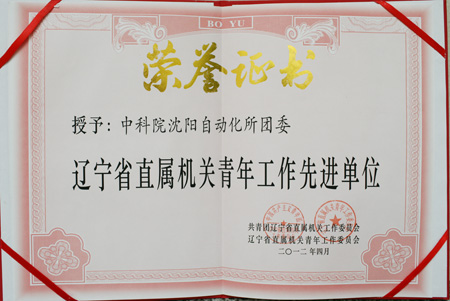 BO YU
荣誉证书
授予：中科院沈阳自动化所团委
辽宁省直属机关青年工作先进单位
共青团辽宁省直属机关工作委员会
辽宁省直属机关青年工作委员会
二〇一二年四月